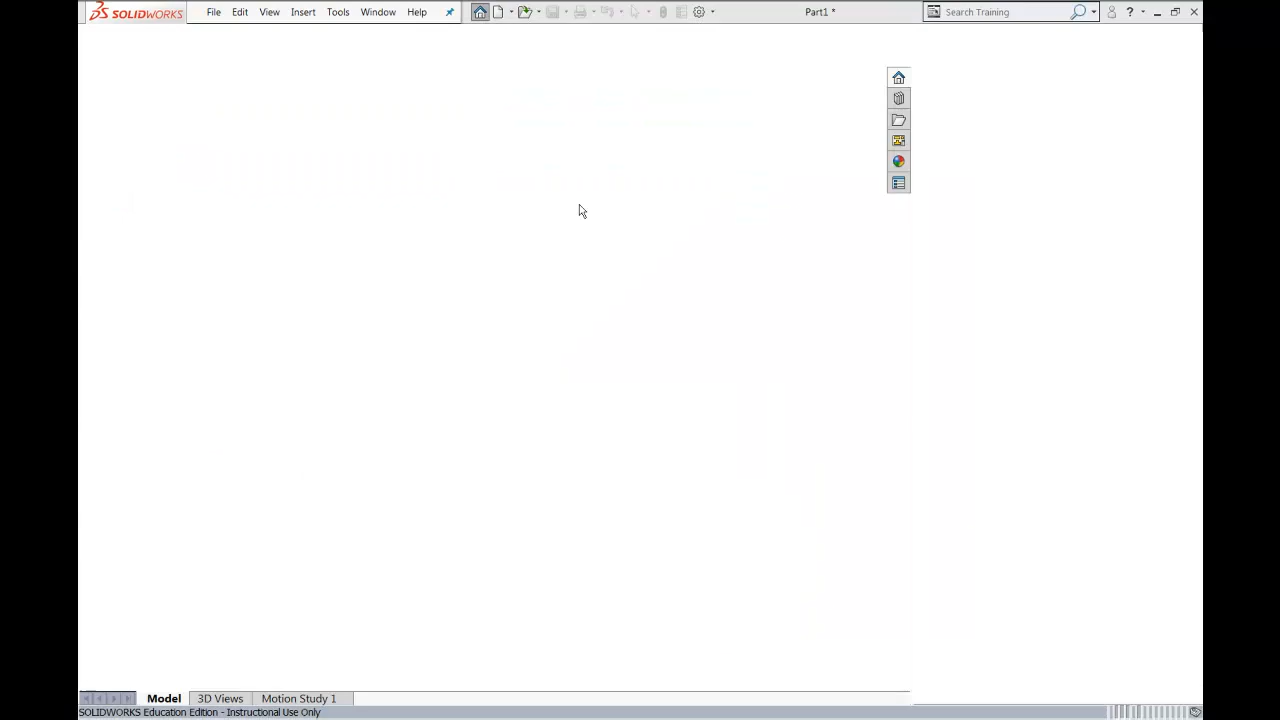 SOLIDWORKS File Edit View Insert Tools Window Help Part1 * Search Training ?
Model 3D Views Motion Study 1
SOLIDWORKS Education Edition - Instructional Use Only